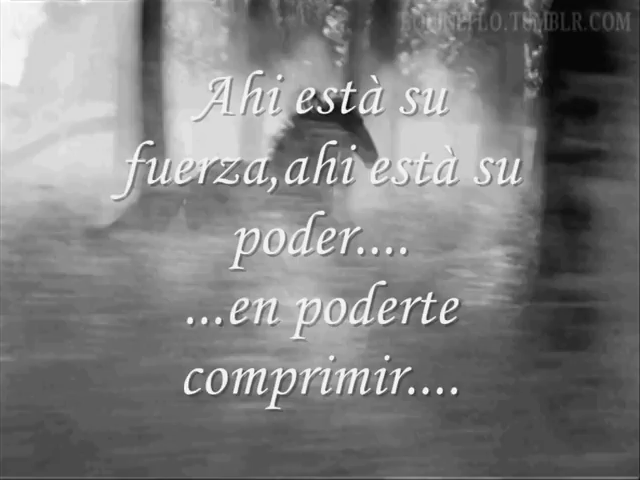 Ahi està su
fuerza,ahi està su
poder....
...en poderte
comprimir....